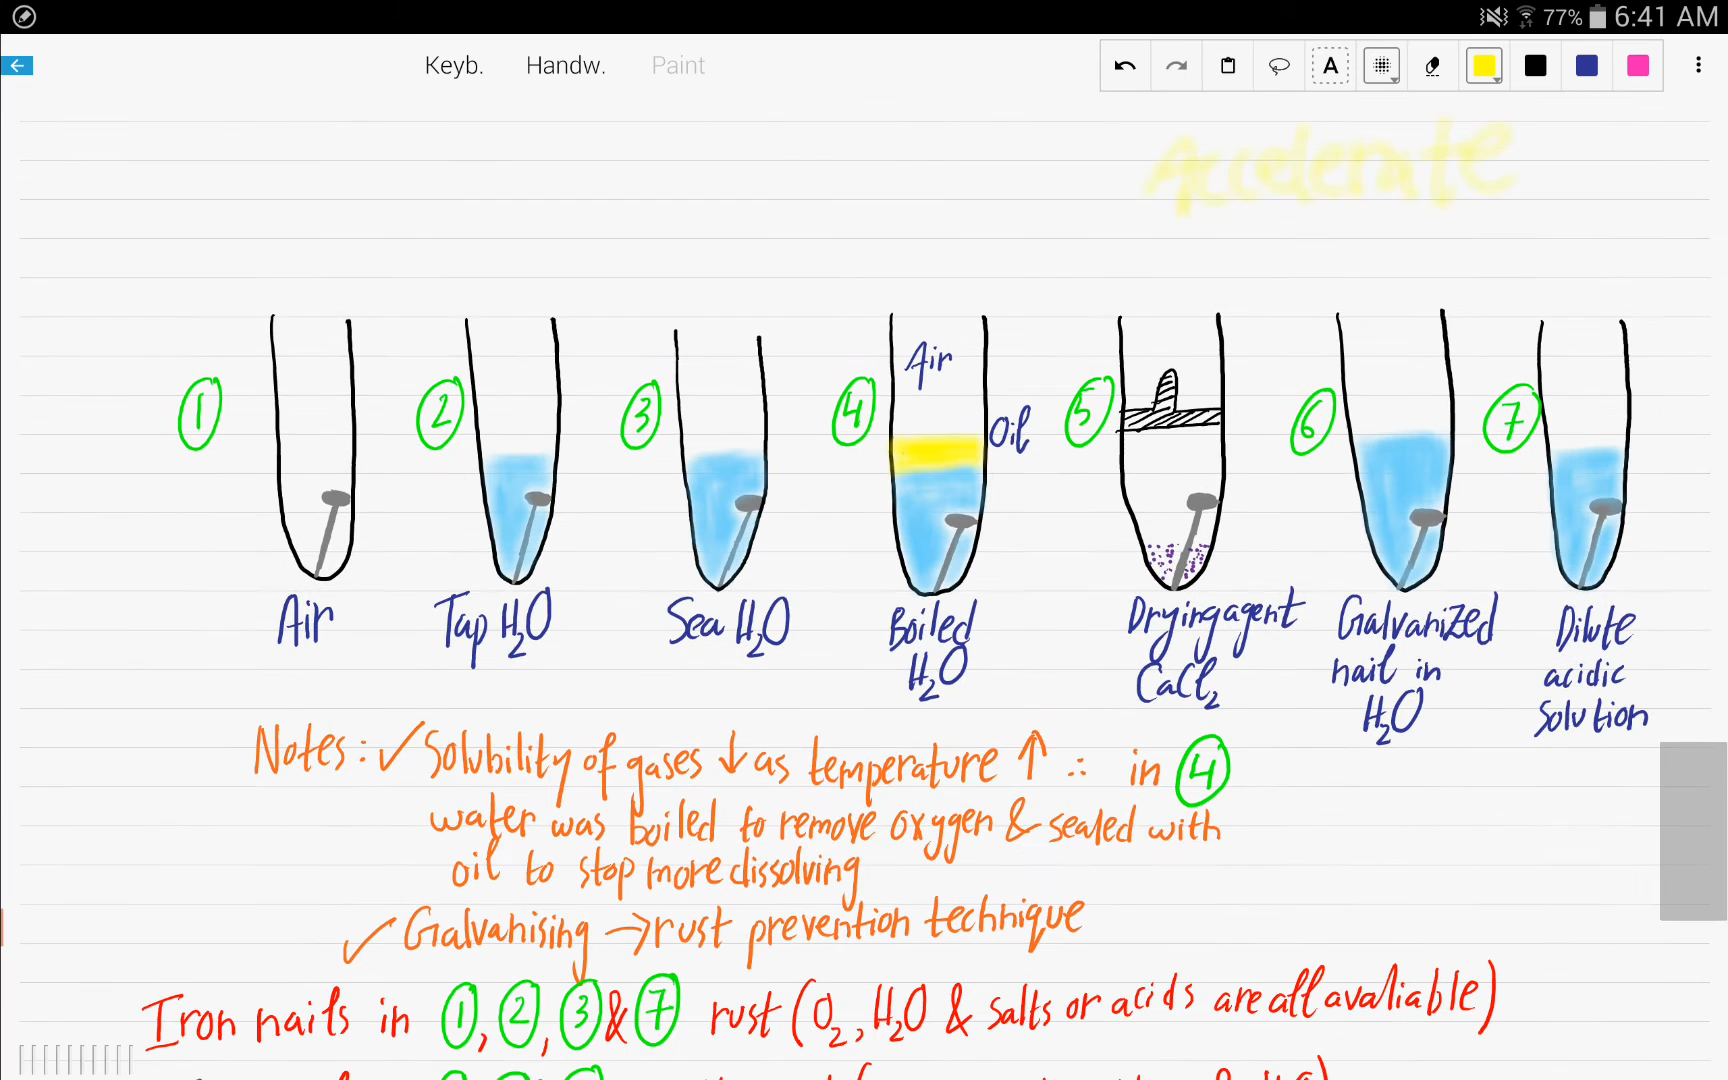 77% 6:41 AM
Keyb. Handw. Paint
A
Accelerate
1 2 3 4 Air Oil 5 6 7
Air
Tap H₂O
Sea H₂O
Boiled
H₂O
Drying agent
CaCl₂
Galvanized
nail in
H₂O
Dilute
acidic
Solution
Notes: ✓ Solubility of gases ↓ as temperature ↑ ∴ in 4
water was boiled to remove oxygen & sealed with
oil to stop more dissolving
✓ Galvanising → rust prevention technique
Iron nails in 1, 2, 3 & 7 rust (O₂, H₂O & salts or acids are all avaliable)